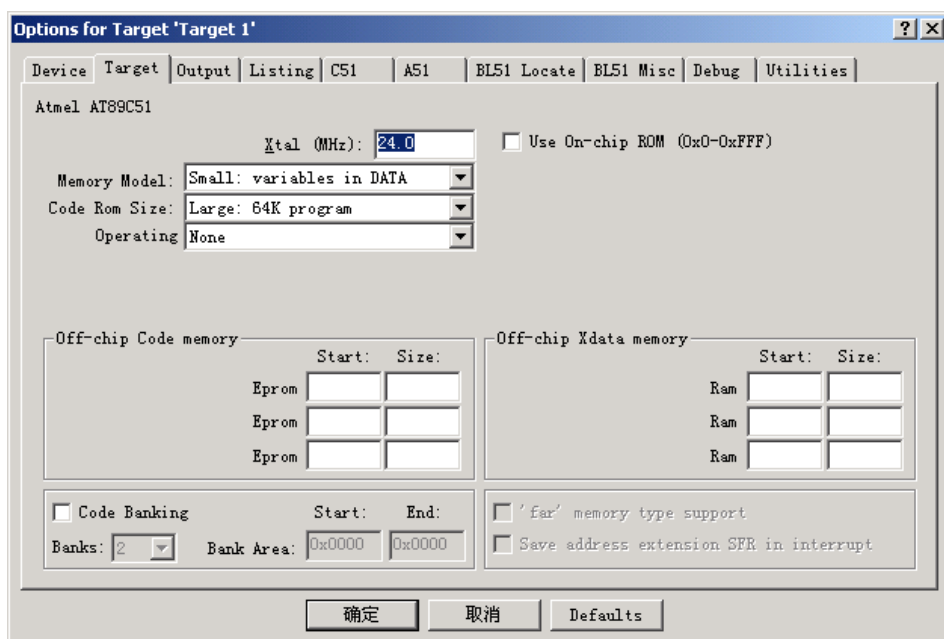 Options for Target 'Target 1'
Device Target Output Listing C51 A51 BL51 Locate BL51 Misc Debug Utilities
Atmel AT89C51
Xtal (MHz): 24.0 Use On-chip ROM (0x0-0xFFF)
Memory Model: Small: variables in DATA
Code Rom Size: Large: 64K program
Operating None
Off-chip Code memory Off-chip Xdata memory
Start: Size: Start: Size:
Eprom Ram
Eprom Ram
Eprom Ram
Code Banking Start: End: 'far' memory type support
Banks: 2 Bank Area: 0x0000 0x0000 Save address extension SFR in interrupt
确定 取消 Defaults